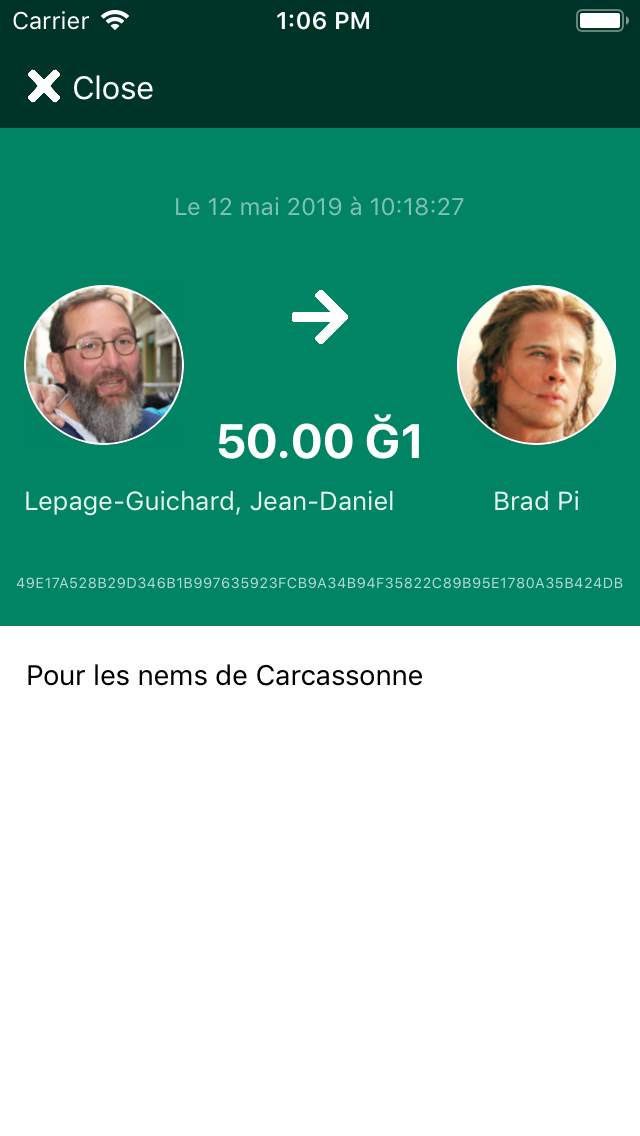 Carrier 1:06 PM
Close
Le 12 mai 2019 à 10:18:27
50.00 Ğ1
Lepage-Guichard, Jean-Daniel Brad Pi
49E17A528B29D346B1B997635923FCB9A34B94F35822C89B95E1780A35B424DB
Pour les nems de Carcassonne